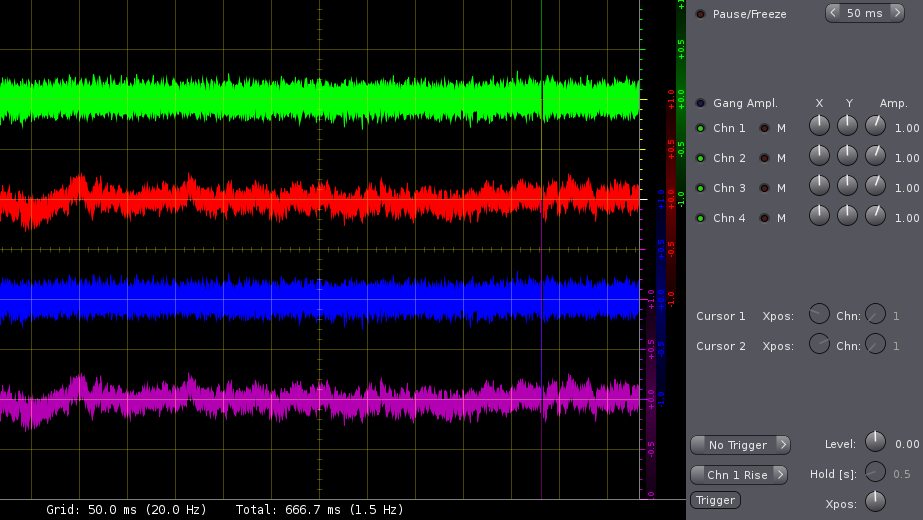 Pause/Freeze
50 ms
Gang Ampl. X Y Amp.
Chn 1 M 1.00
Chn 2 M 1.00
Chn 3 M 1.00
Chn 4 M 1.00
Cursor 1 Xpos: Chn: 1
Cursor 2 Xpos: Chn: 1
No Trigger Level: 0.00
Chn 1 Rise Hold [s]: 0.5
Trigger Xpos:
+0.5
+0.0
-0.5
-1.0
+1.0
+0.5
+0.0
-0.5
-1.0
+1.0
+0.5
+0.0
-0.5
-1.0
+1.0
+0.5
+0.0
-0.5
Grid: 50.0 ms (20.0 Hz) Total: 666.7 ms (1.5 Hz)